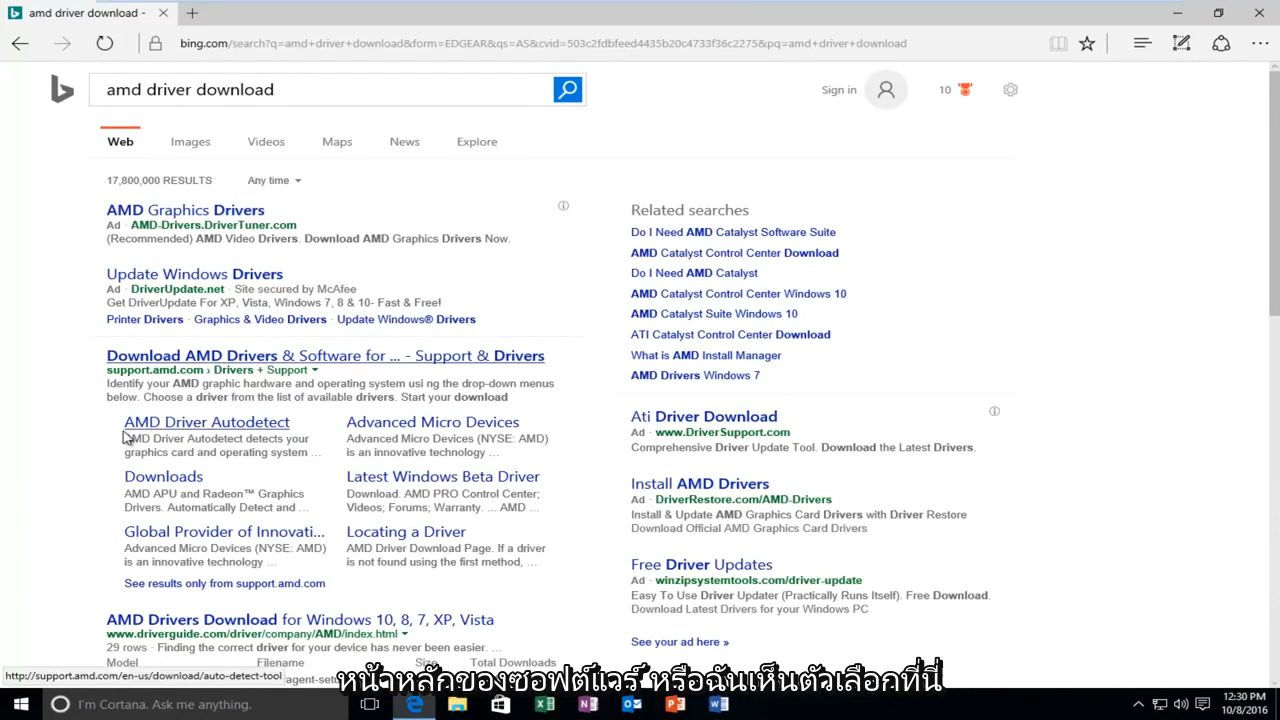 amd driver download -
bing.com/search?q=amd+driver+download&form=EDGEAR&qs=AS&cvid=503c2fdbfeed4435b20c4733f36c2275&pq=amd+driver+download
amd driver download
Sign in
10
Web Images Videos Maps News Explore
17,800,000 RESULTS Any time
AMD Graphics Drivers
Ad · AMD-Drivers.DriverTuner.com
(Recommended) AMD Video Drivers. Download AMD Graphics Drivers Now.
Update Windows Drivers
Ad · DriverUpdate.net · Site secured by McAfee
Get DriverUpdate For XP, Vista, Windows 7, 8 & 10- Fast & Free!
Printer Drivers · Graphics & Video Drivers · Update Windows® Drivers
Download AMD Drivers & Software for ... - Support & Drivers
support.amd.com › Drivers + Support
Identify your AMD graphic hardware and operating system using the drop-down menus
below. Choose a driver from the list of available drivers. Start your download
AMD Driver Autodetect
AMD Driver Autodetect detects your
graphics card and operating system ...
Advanced Micro Devices
Advanced Micro Devices (NYSE: AMD)
is an innovative technology ...
Downloads
AMD APU and Radeon™ Graphics
Drivers. Automatically Detect and ...
Latest Windows Beta Driver
Download. AMD PRO Control Center;
Videos; Forums; Warranty. ... AMD ...
Global Provider of Innovati...
Advanced Micro Devices (NYSE: AMD)
is an innovative technology ...
Locating a Driver
AMD Driver Download Page. If a driver
is not found using the first method, ...
See results only from support.amd.com
AMD Drivers Download for Windows 10, 8, 7, XP, Vista
www.driverguide.com/driver/company/AMD/index.html
29 rows · Finding the correct driver for your device has never been easier. ...
Model Filename Size Total Downloads
agent-setu
Related searches
Do I Need AMD Catalyst Software Suite
AMD Catalyst Control Center Download
Do I Need AMD Catalyst
AMD Catalyst Control Center Windows 10
AMD Catalyst Suite Windows 10
ATI Catalyst Control Center Download
What is AMD Install Manager
AMD Drivers Windows 7
Ati Driver Download
Ad · www.DriverSupport.com
Comprehensive Driver Update Tool. Download the Latest Drivers.
Install AMD Drivers
Ad · DriverRestore.com/AMD-Drivers
Install & Update AMD Graphics Card Drivers with Driver Restore
Download Official AMD Graphics Card Drivers
Free Driver Updates
Ad · winzipsystemtools.com/driver-update
Easy To Use Driver Updater (Practically Runs Itself). Free Download.
Download Latest Drivers for your Windows PC
See your ad here »
http://support.amd.com/en-us/download/auto-detect-tool
หน้าหลักของซอฟต์แวร์ หรือฉันเห็นตัวเลือกที่นี่
I'm Cortana. Ask me anything.
12:30 PM
10/8/2016